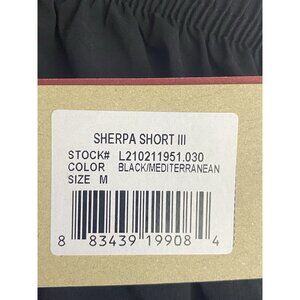 SHERPA SHORT III
STOCK# L210211951.030
COLOR BLACK/MEDITERRANEAN
SIZE M
8 83439 19908 4